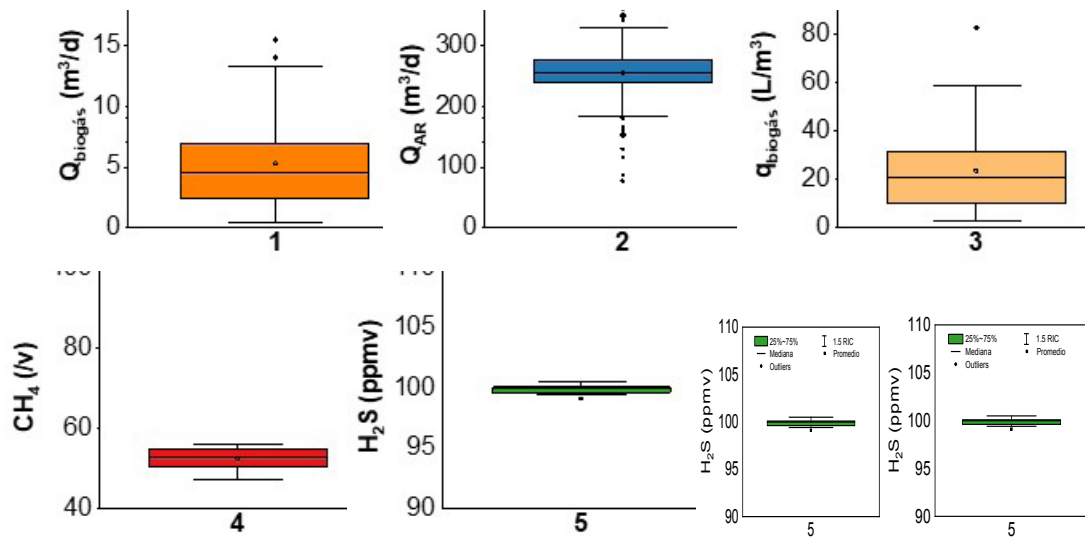 15
10
5
0
Q_biogás (m³/d)
1
300
200
100
0
Q_AR (m³/d)
2
80
60
40
20
0
q_biogás (L/m³)
3
80
60
40
CH₄ (/v)
4
105
100
95
90
H₂S (ppmv)
5
110
105
100
95
90
H₂S (ppmv)
25%~75%
1.5 RIC
Mediana
Promedio
Outliers
5
110
105
100
95
90
H₂S (ppmv)
25%~75%
1.5 RIC
Mediana
Promedio
Outliers
5